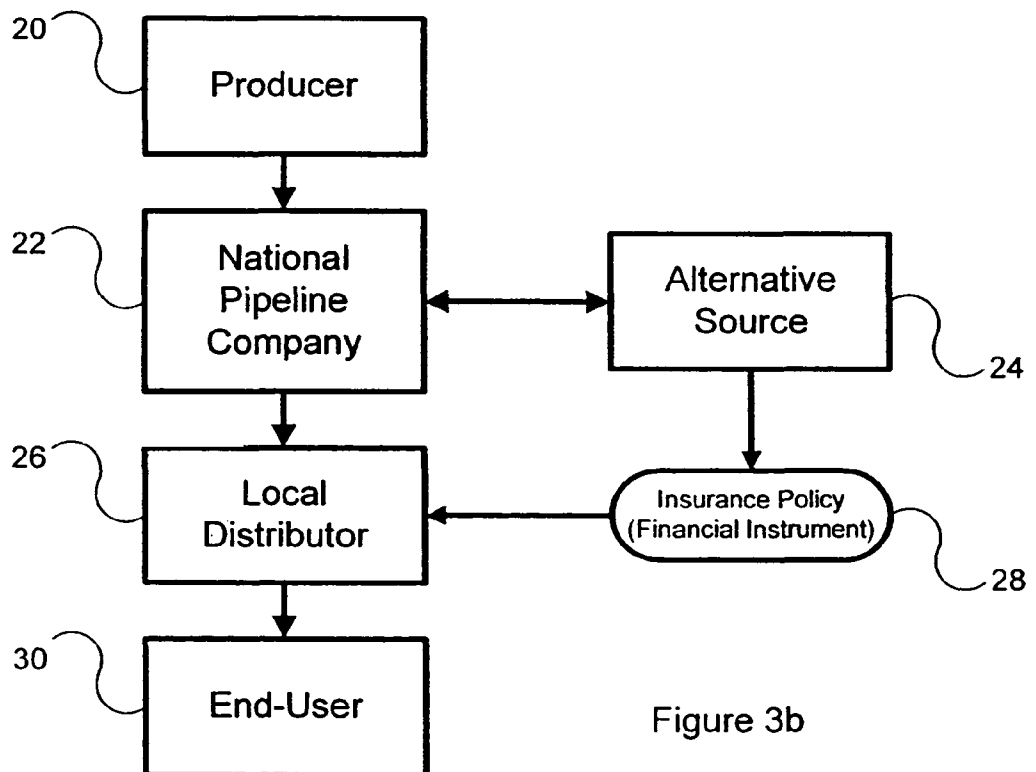 20
Producer
22
National
Pipeline
Company
Alternative
Source
24
26
Local
Distributor
Insurance Policy
(Financial Instrument)
28
30
End-User
Figure 3b